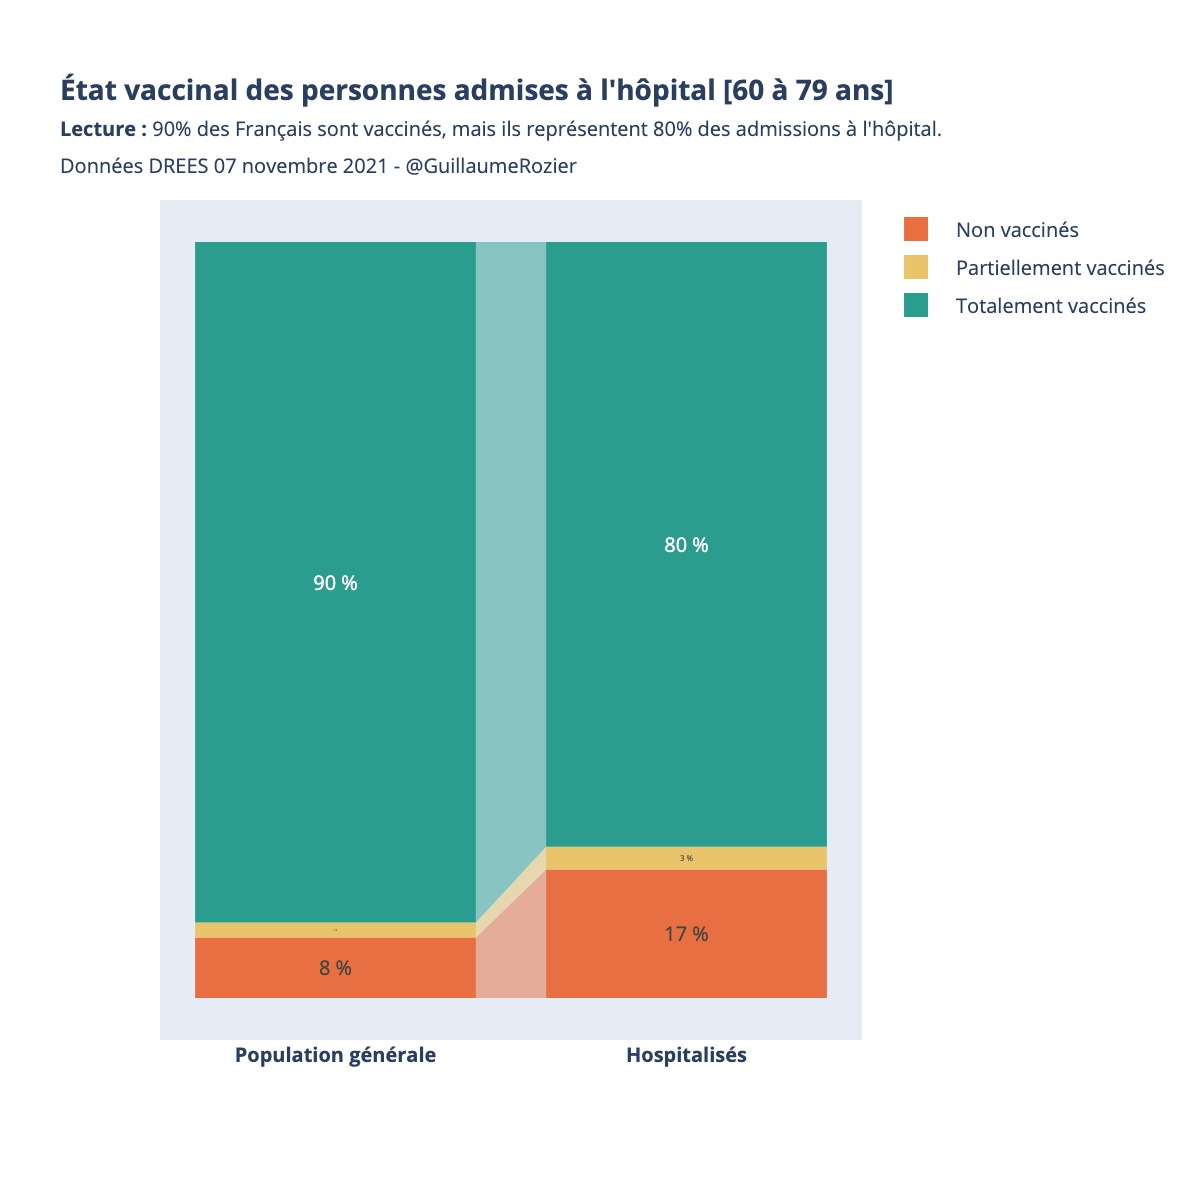 État vaccinal des personnes admises à l'hôpital [60 à 79 ans]
Lecture : 90% des Français sont vaccinés, mais ils représentent 80% des admissions à l'hôpital.
Données DREES 07 novembre 2021 - @GuillaumeRozier
Non vaccinés
Partiellement vaccinés
Totalement vaccinés
80 %
90 %
3 %
17 %
8 %
Population générale
Hospitalisés